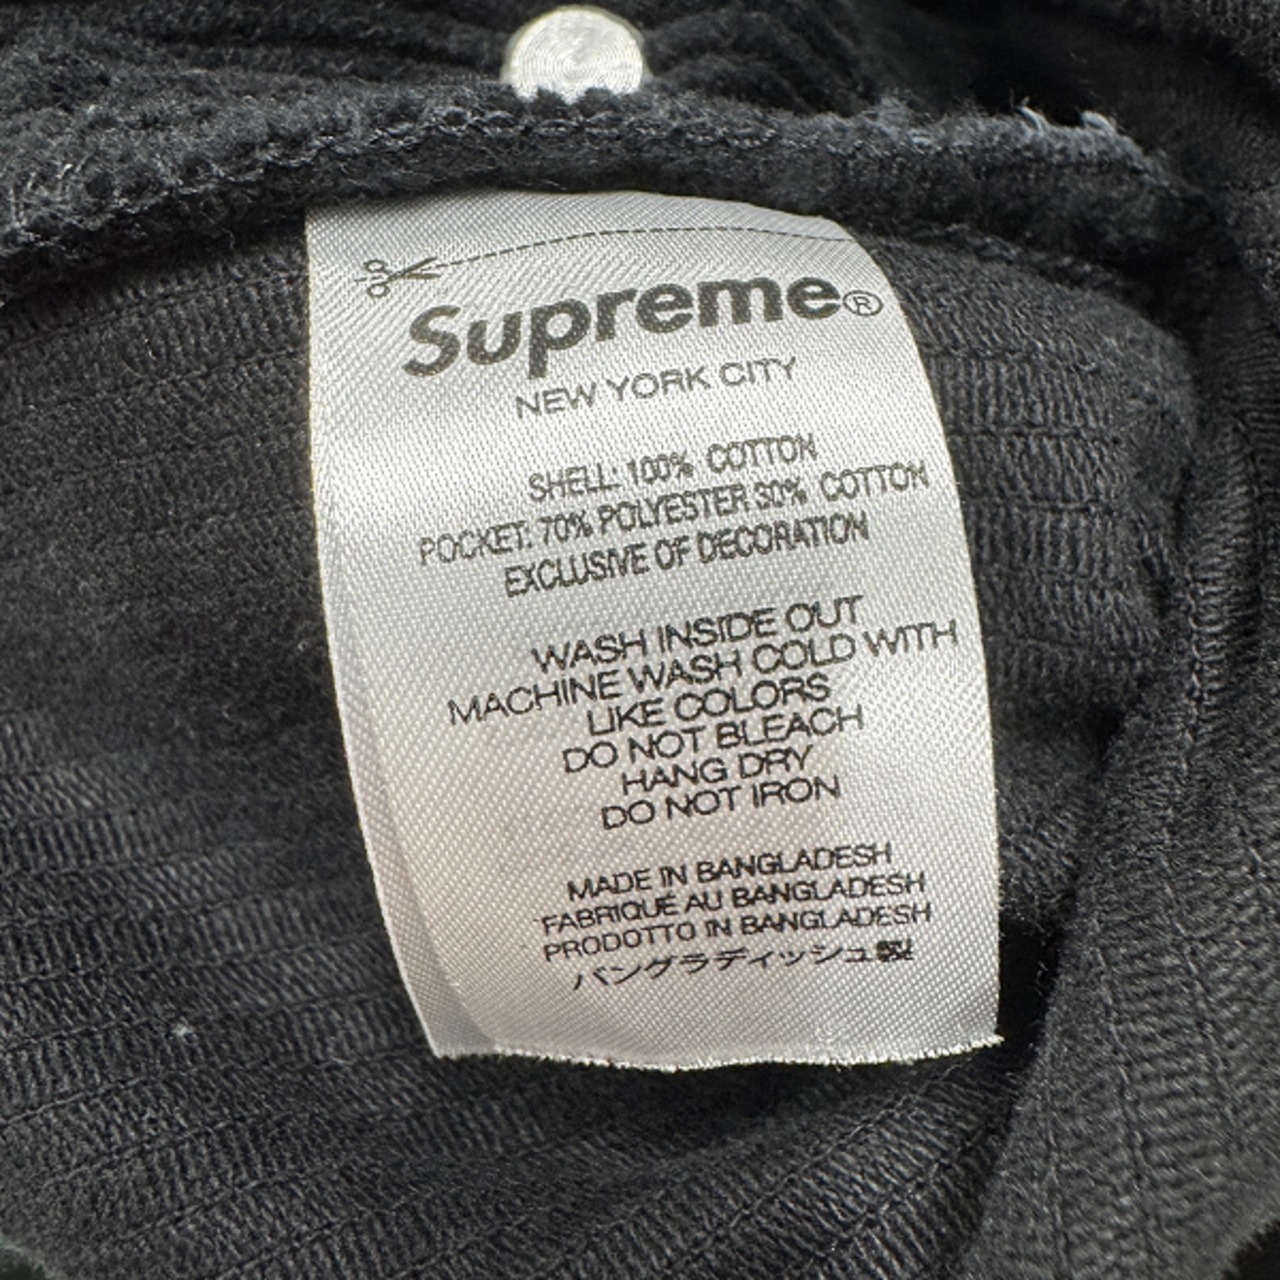 Supreme®
NEW YORK CITY
SHELL: 100% COTTON
POCKET: 70% POLYESTER 30% COTTON
EXCLUSIVE OF DECORATION
WASH INSIDE OUT
MACHINE WASH COLD WITH
LIKE COLORS
DO NOT BLEACH
HANG DRY
DO NOT IRON
MADE IN BANGLADESH
FABRIQUÉ AU BANGLADESH
PRODOTTO IN BANGLADESH
バングラディッシュ製